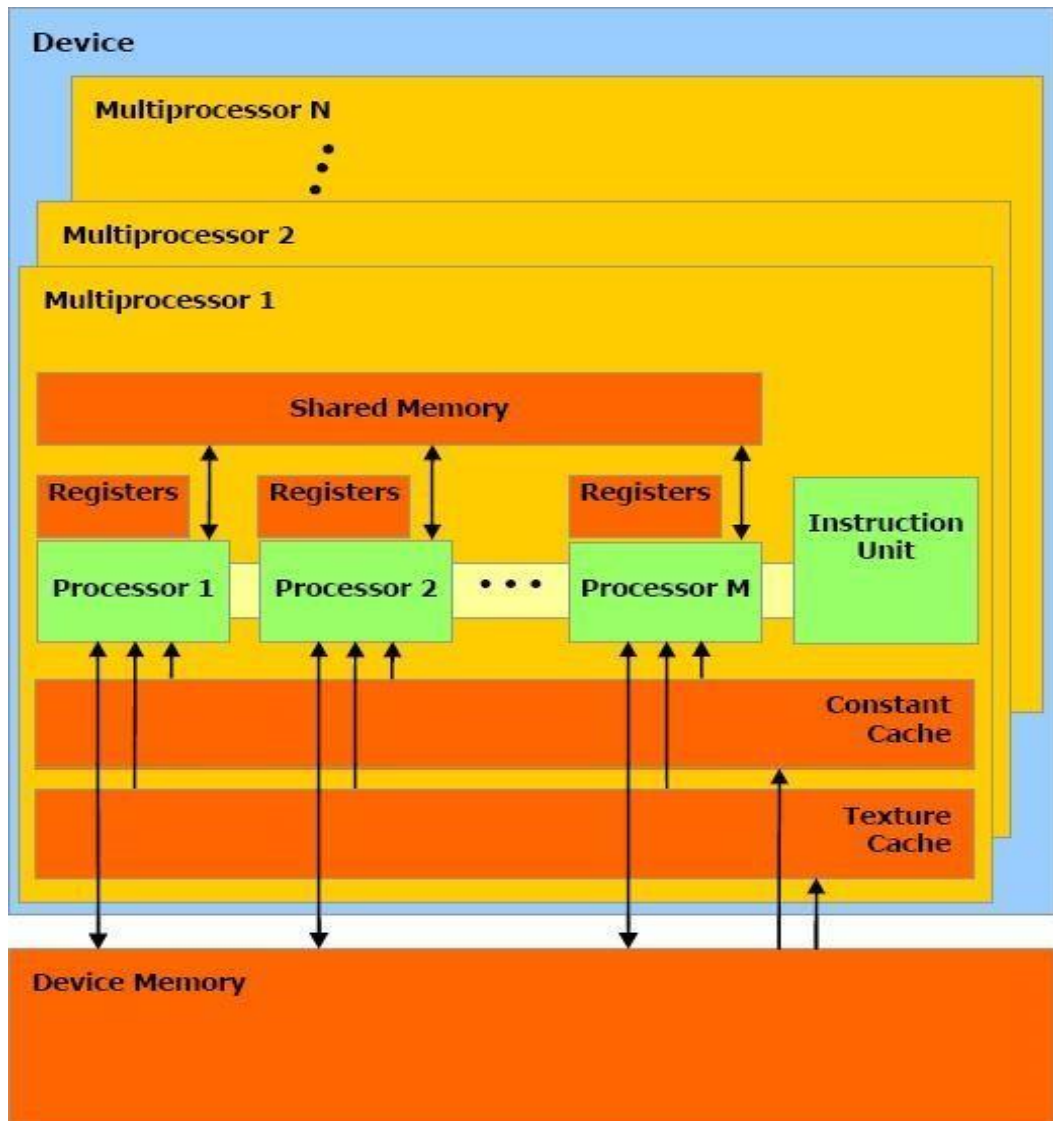 Device
Multiprocessor N
Multiprocessor 2
Multiprocessor 1
Shared Memory
Registers
Registers
Registers
Instruction
Unit
Processor 1
Processor 2
Processor M
Constant
Cache
Texture
Cache
Device Memory